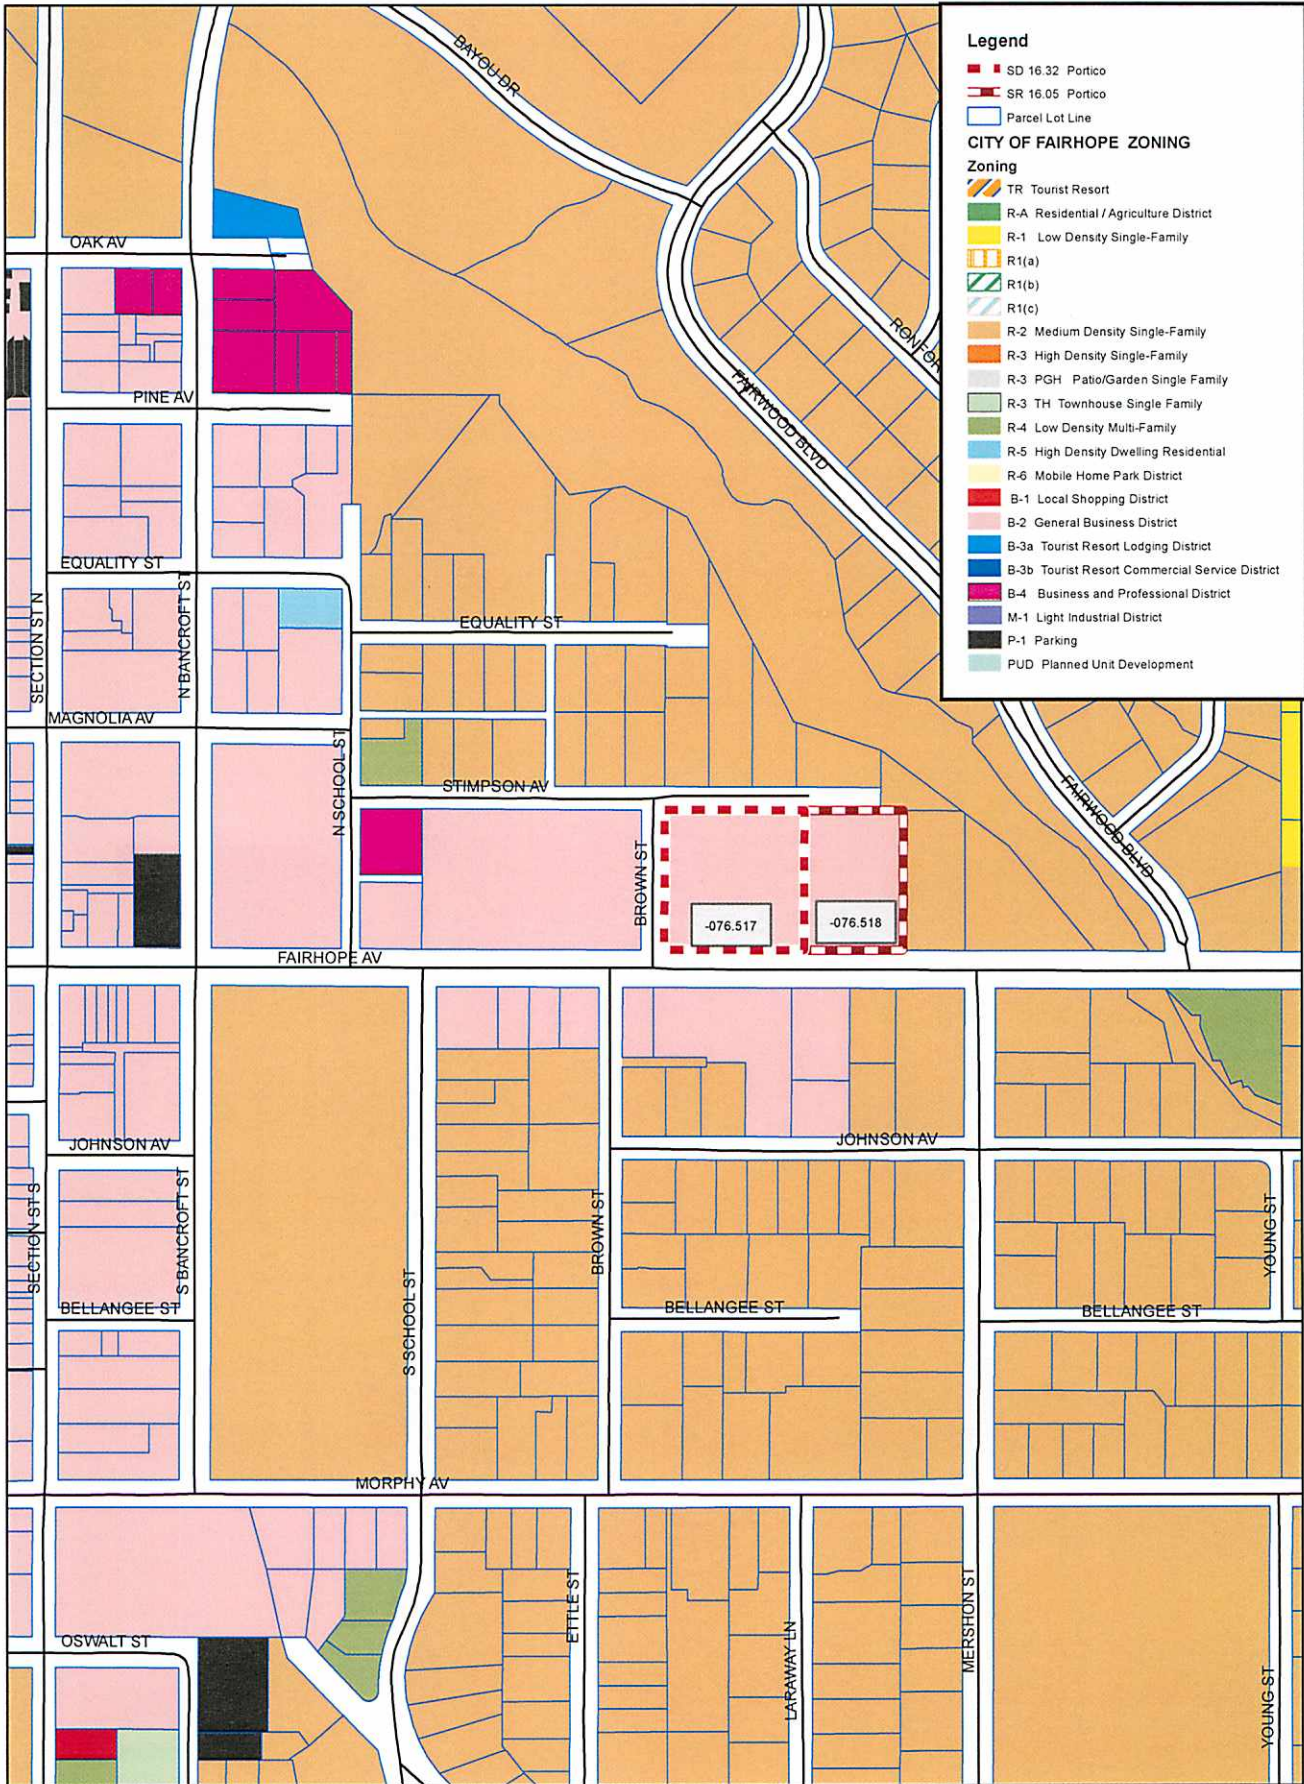 Legend
SD 16.32 Portico
SR 16.05 Portico
Parcel Lot Line
CITY OF FAIRHOPE ZONING
Zoning
TR Tourist Resort
R-A Residential / Agriculture District
R-1 Low Density Single-Family
R1(a)
R1(b)
R1(c)
R-2 Medium Density Single-Family
R-3 High Density Single-Family
R-3 PGH Patio/Garden Single Family
R-3 TH Townhouse Single Family
R-4 Low Density Multi-Family
R-5 High Density Dwelling Residential
R-6 Mobile Home Park District
B-1 Local Shopping District
B-2 General Business District
B-3a Tourist Resort Lodging District
B-3b Tourist Resort Commercial Service District
B-4 Business and Professional District
M-1 Light Industrial District
P-1 Parking
PUD Planned Unit Development
BAYOU DR
OAK AV
RONFOR
PINE AV
FAIRWOOD BLVD
EQUALITY ST
EQUALITY ST
SECTION ST N
N BANCROFT ST
MAGNOLIA AV
N SCHOOL ST
STIMPSON AV
FAIRWOOD BLVD
BROWN ST
-076.517
-076.518
FAIRHOPE AV
JOHNSON AV
JOHNSON AV
SECTION ST S
S BANCROFT ST
BROWN ST
YOUNG ST
S SCHOOL ST
BELLANGEE ST
BELLANGEE ST
BELLANGEE ST
MORPHY AV
OSWALT ST
ETTLE ST
LARAWAY LN
MERSHON ST
YOUNG ST